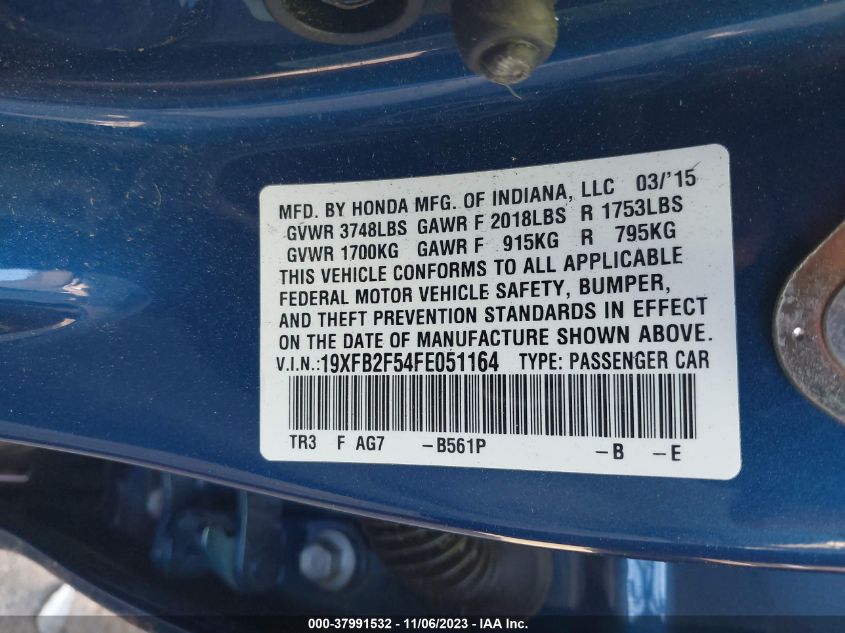 MFD. BY HONDA MFG. OF INDIANA, LLC 03/'15
GVWR 3748LBS GAWR F 2018LBS R 1753LBS
GVWR 1700KG GAWR F 915KG R 795KG
THIS VEHICLE CONFORMS TO ALL APPLICABLE
FEDERAL MOTOR VEHICLE SAFETY, BUMPER,
AND THEFT PREVENTION STANDARDS IN EFFECT
ON THE DATE OF MANUFACTURE SHOWN ABOVE.
V.I.N.:19XFB2F54FE051164 TYPE: PASSENGER CAR
TR3 F AG7 -B561P -B -E
000-37991532 - 11/06/2023 - IAA Inc.